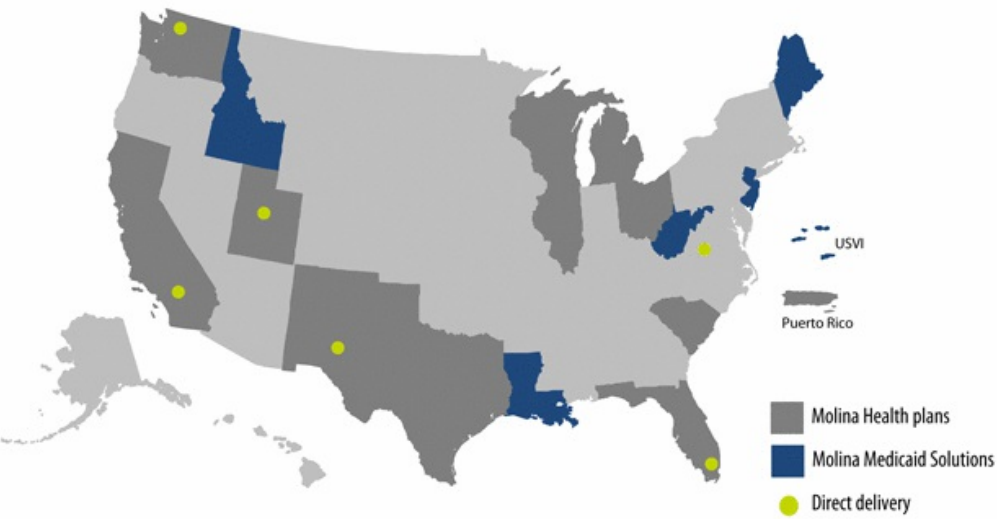 USVI
Puerto Rico
Molina Health plans
Molina Medicaid Solutions
Direct delivery